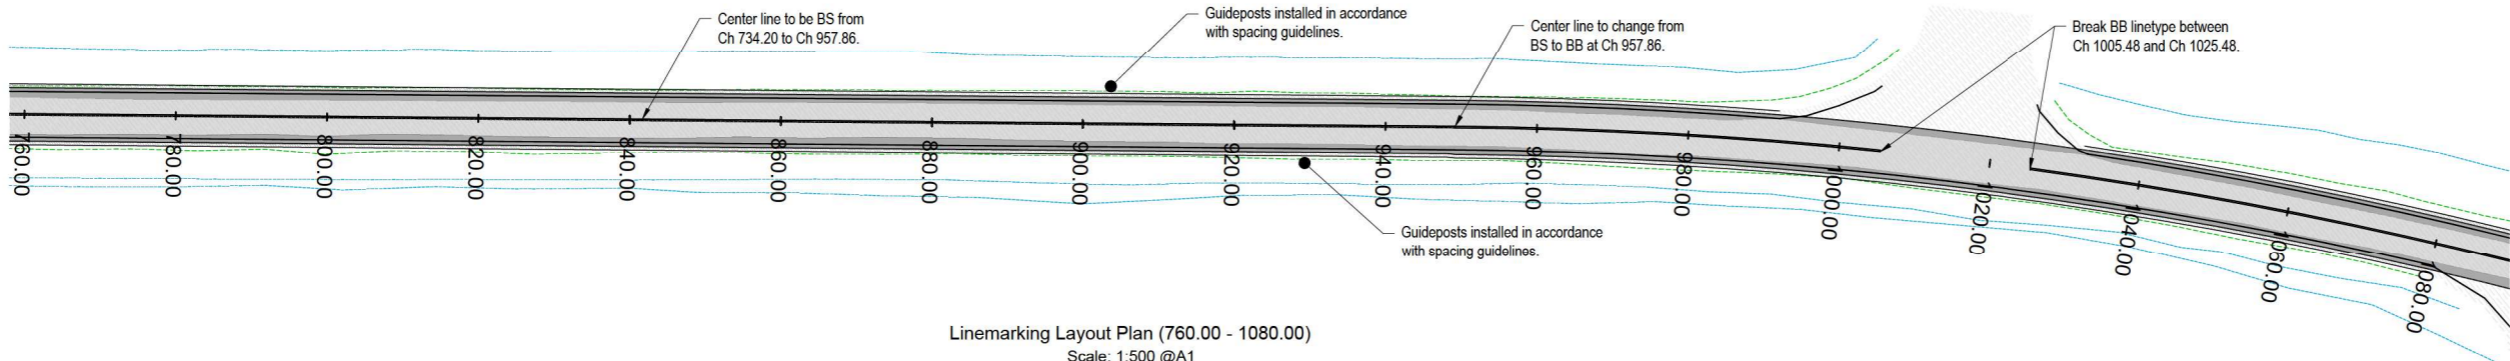 Center line to be BS from
Ch 734.20 to Ch 957.86.
Guideposts installed in accordance
with spacing guidelines.
Center line to change from
BS to BB at Ch 957.86.
Break BB linetype between
Ch 1005.48 and Ch 1025.48.
760.00
780.00
800.00
820.00
840.00
860.00
880.00
900.00
920.00
940.00
960.00
980.00
1000.00
1020.00
1040.00
1060.00
1080.00
Guideposts installed in accordance
with spacing guidelines.
Linemarking Layout Plan (760.00 - 1080.00)
Scale: 1:500 @A1